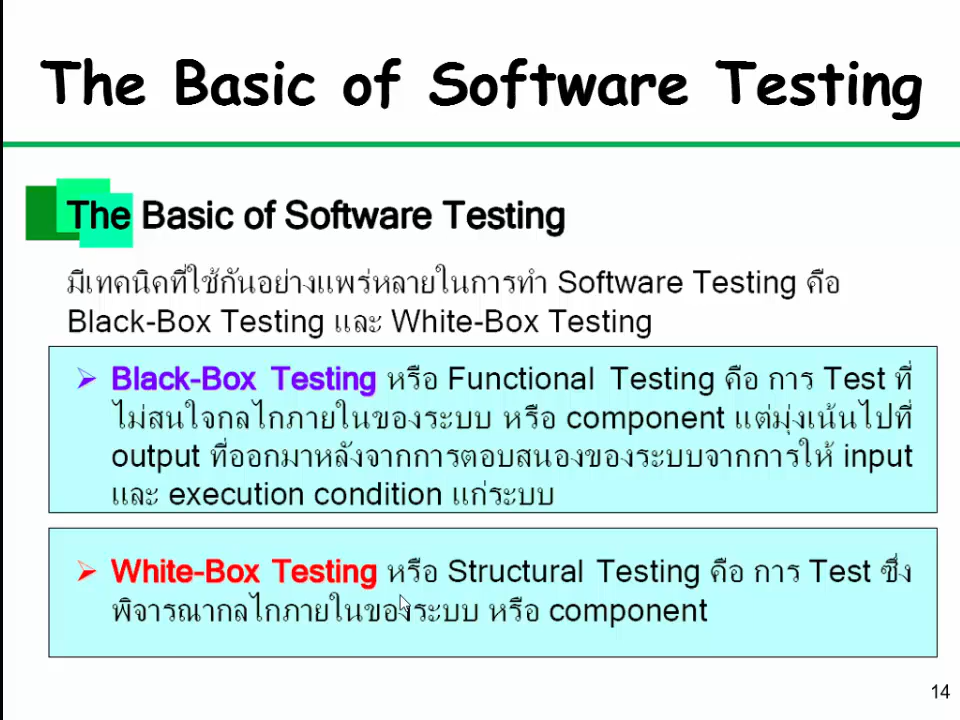 The Basic of Software Testing
The Basic of Software Testing
มีเทคนิคที่ใช้กันอย่างแพร่หลายในการทำ Software Testing คือ
Black-Box Testing และ White-Box Testing
Black-Box Testing หรือ Functional Testing คือ การ Test ที่
ไม่สนใจกลไกภายในของระบบ หรือ component แต่มุ่งเน้นไปที่
output ที่ออกมาหลังจากการตอบสนองของระบบจากการให้ input
และ execution condition แก่ระบบ
White-Box Testing หรือ Structural Testing คือ การ Test ซึ่ง
พิจารณากลไกภายในของระบบ หรือ component
14